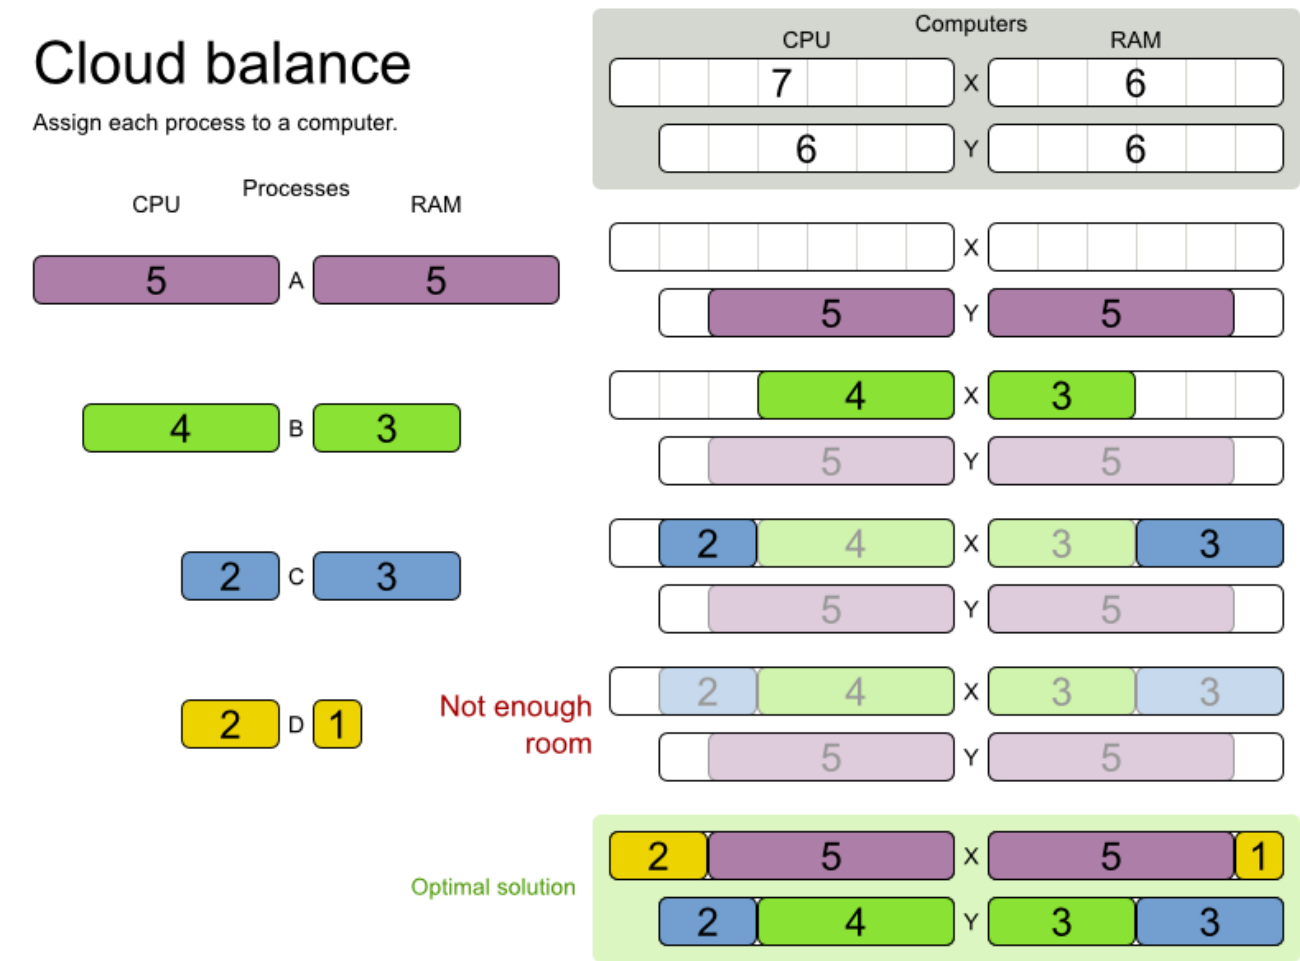 Cloud balance
Assign each process to a computer.
Processes
CPU RAM
5 A 5
4 B 3
2 C 3
2 D 1
Computers
CPU RAM
7 X 6
6 Y 6
X
5 Y 5
4 X 3
5 Y 5
2 4 X 3 3
5 Y 5
Not enough
room
2 4 X 3 3
5 Y 5
Optimal solution
2 5 X 5 1
2 4 Y 3 3